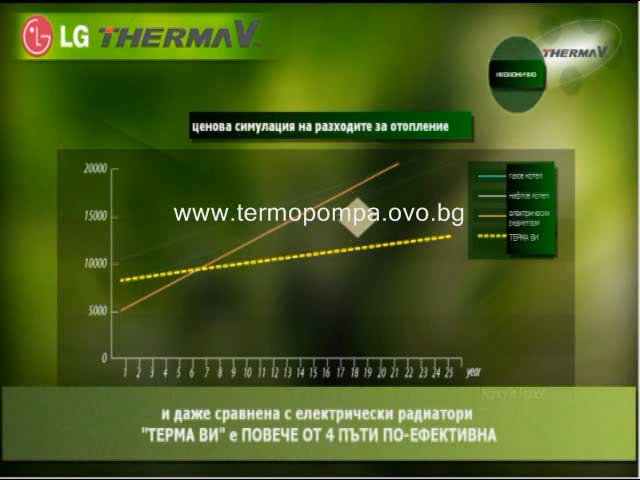 LG THERMA V
THERMA V
икономично
ценова симулация на разходите за отопление
20000
15000
10000
5000
0
1 2 3 4 5 6 7 8 9 10 11 12 13 14 15 16 17 18 19 20 21 22 23 24 25 year
газов котел
нафтов котел
електрически
радиатори
ТЕРМА ВИ
www.termopompa.ovo.bg
и даже сравнена с електрически радиатори
"ТЕРМА ВИ" е ПОВЕЧЕ ОТ 4 ПЪТИ ПО-ЕФЕКТИВНА